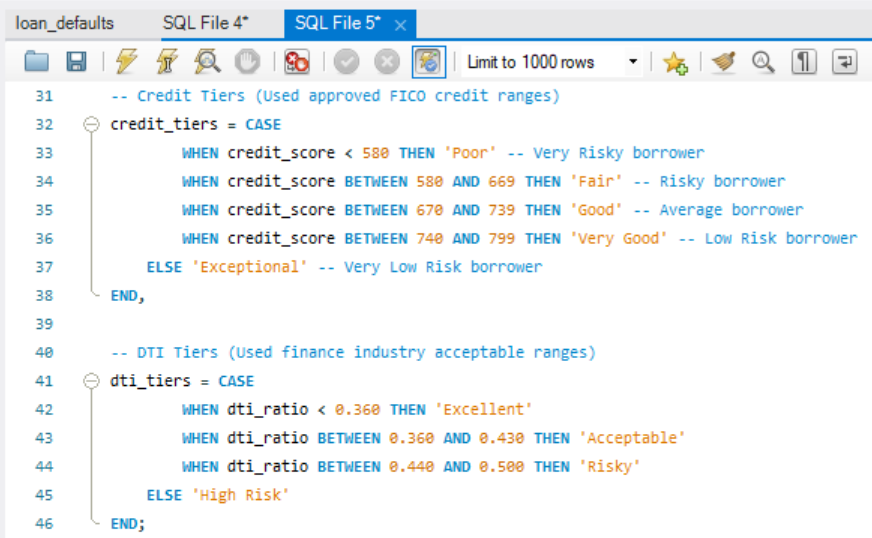 loan_defaults SQL File 4* SQL File 5*
Limit to 1000 rows
31 -- Credit Tiers (Used approved FICO credit ranges)
32 credit_tiers = CASE
33 WHEN credit_score < 580 THEN 'Poor' -- Very Risky borrower
34 WHEN credit_score BETWEEN 580 AND 669 THEN 'Fair' -- Risky borrower
35 WHEN credit_score BETWEEN 670 AND 739 THEN 'Good' -- Average borrower
36 WHEN credit_score BETWEEN 740 AND 799 THEN 'Very Good' -- Low Risk borrower
37 ELSE 'Exceptional' -- Very Low Risk borrower
38 END,
39
40 -- DTI Tiers (Used finance industry acceptable ranges)
41 dti_tiers = CASE
42 WHEN dti_ratio < 0.360 THEN 'Excellent'
43 WHEN dti_ratio BETWEEN 0.360 AND 0.430 THEN 'Acceptable'
44 WHEN dti_ratio BETWEEN 0.440 AND 0.500 THEN 'Risky'
45 ELSE 'High Risk'
46 END;